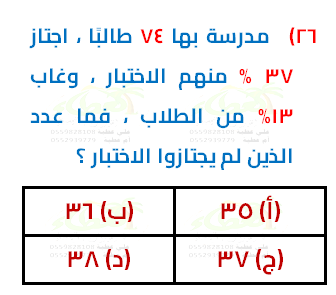 ٢٦) مدرسة بها ٧٤ طالبًا ، اجتاز
٣٧ % منهم الاختبار ، وغاب
١٣% من الطلاب ، فما عدد
الذين لم يجتازوا الاختبار ؟
(أ) ٣٥ (ب) ٣٦
(ج) ٣٧ (د) ٣٨